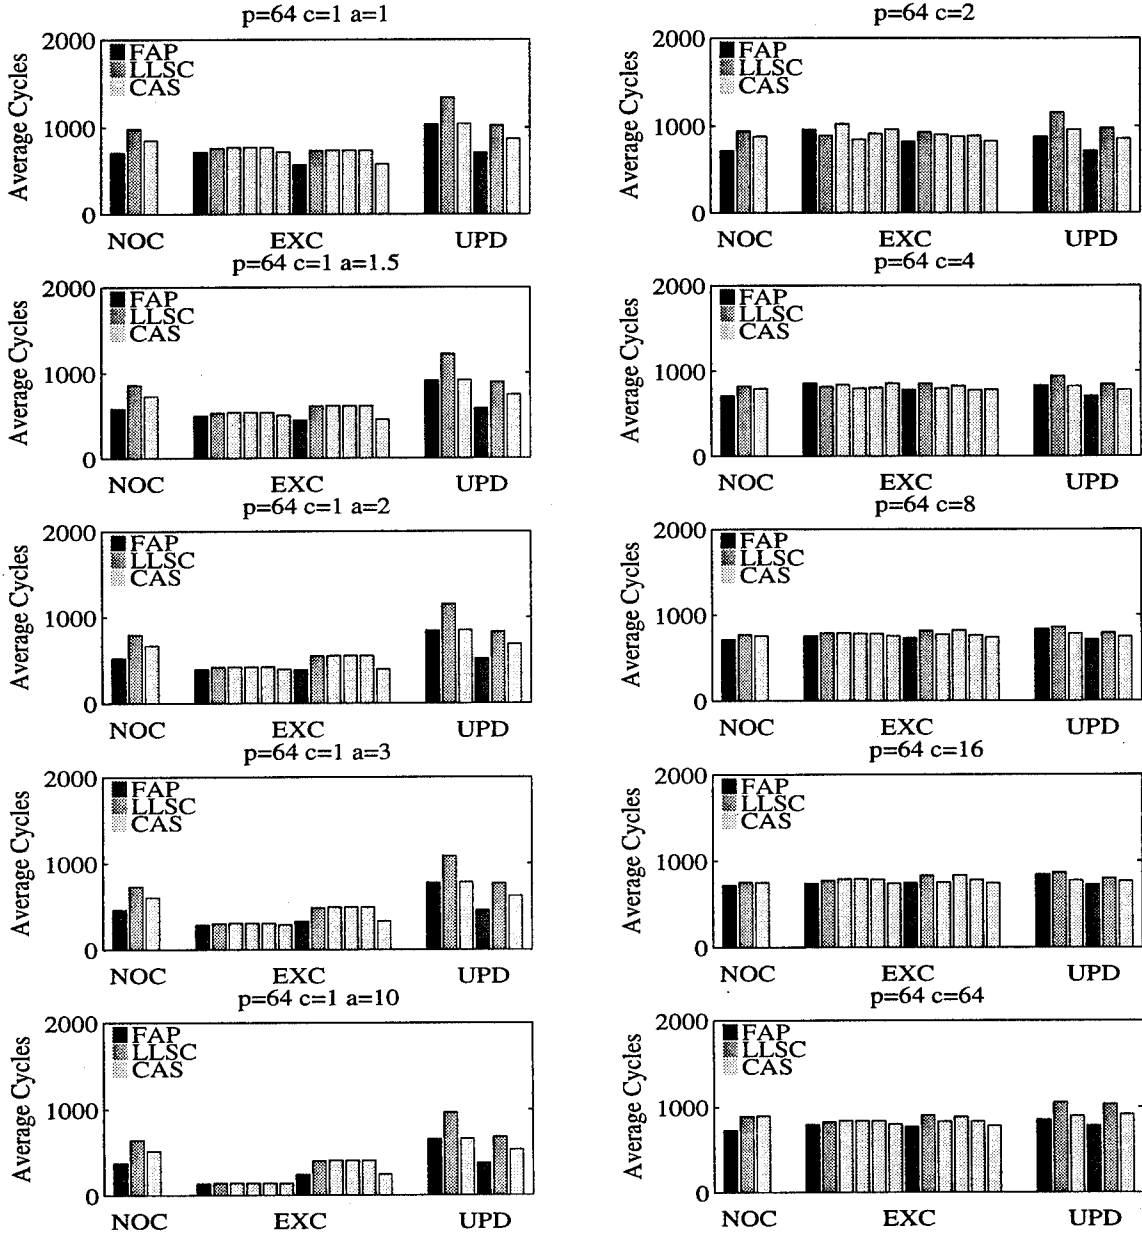 p=64 c=1 a=1
2000
1000
0
Average Cycles
FAP
LLSC
CAS
NOC EXC UPD
p=64 c=1 a=1.5
2000
1000
0
Average Cycles
FAP
LLSC
CAS
NOC EXC UPD
p=64 c=1 a=2
2000
1000
0
Average Cycles
FAP
LLSC
CAS
NOC EXC UPD
p=64 c=1 a=3
2000
1000
0
Average Cycles
FAP
LLSC
CAS
NOC EXC UPD
p=64 c=1 a=10
2000
1000
0
Average Cycles
FAP
LLSC
CAS
NOC EXC UPD
p=64 c=2
2000
1000
0
Average Cycles
FAP
LLSC
CAS
NOC EXC UPD
p=64 c=4
2000
1000
0
Average Cycles
FAP
LLSC
CAS
NOC EXC UPD
p=64 c=8
2000
1000
0
Average Cycles
FAP
LLSC
CAS
NOC EXC UPD
p=64 c=16
2000
1000
0
Average Cycles
FAP
LLSC
CAS
NOC EXC UPD
p=64 c=64
2000
1000
0
Average Cycles
FAP
LLSC
CAS
NOC EXC UPD